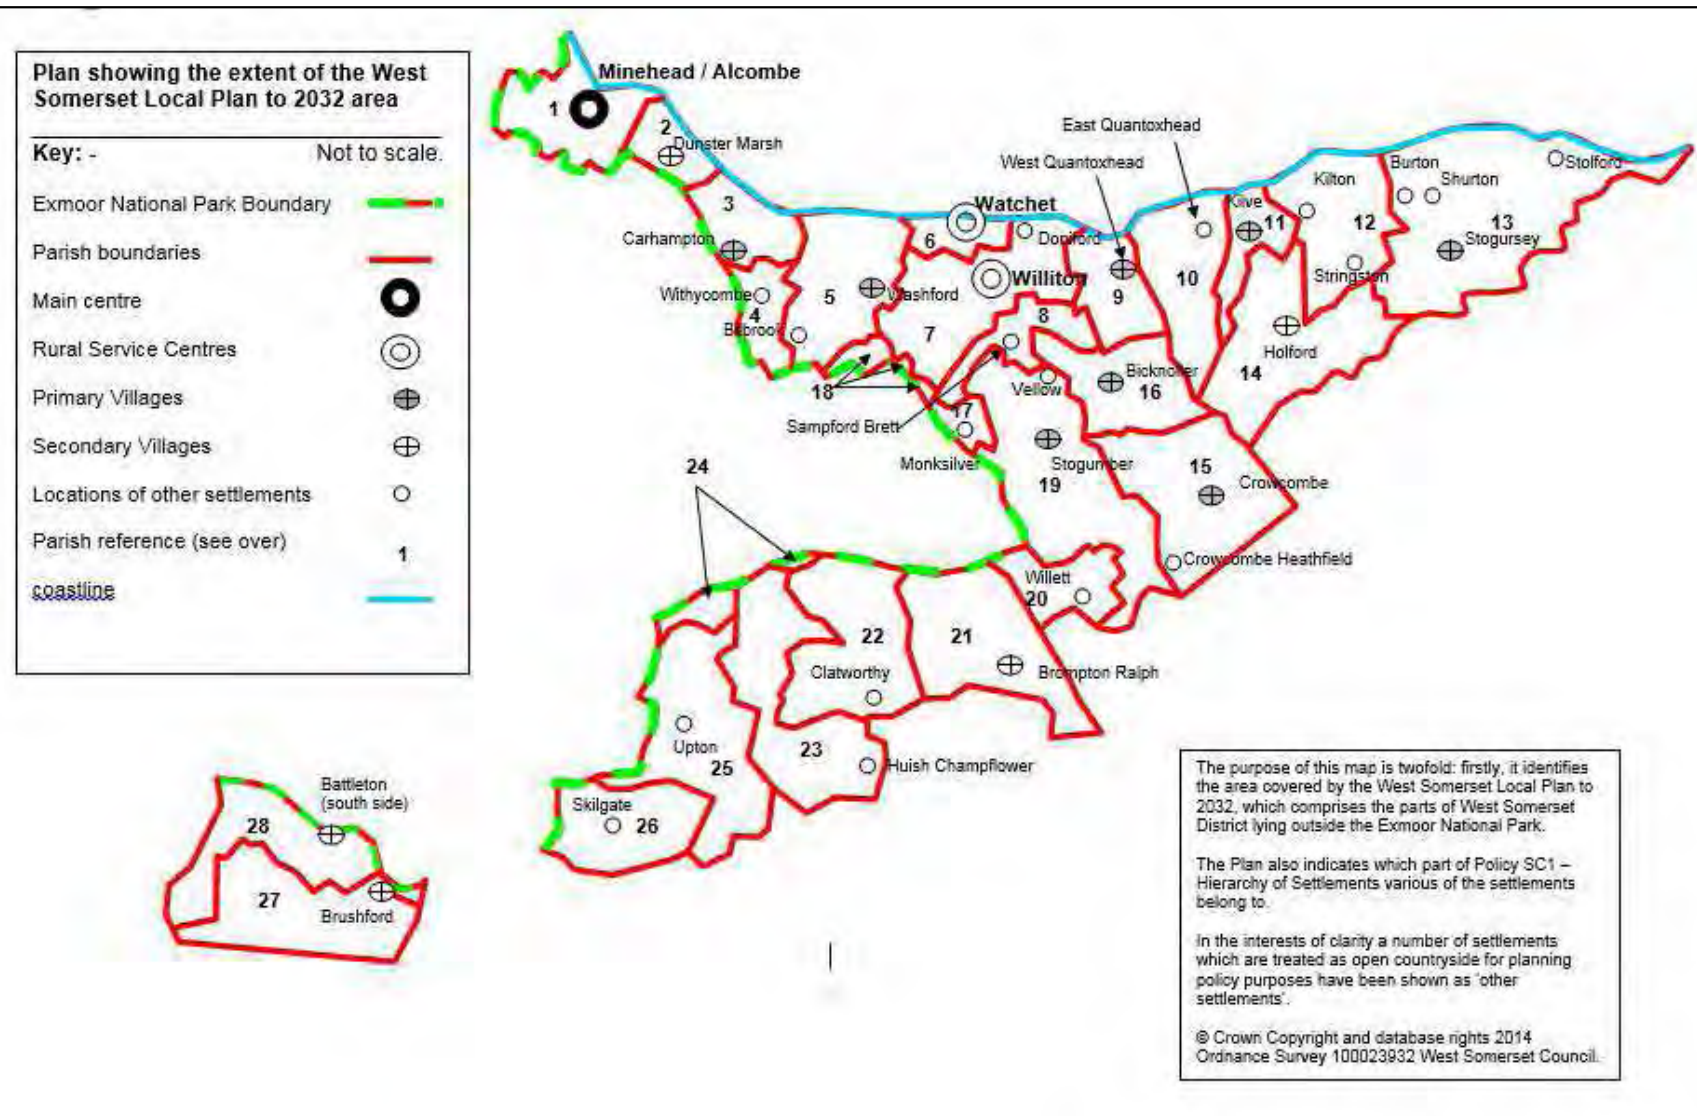 Plan showing the extent of the West
Somerset Local Plan to 2032 area
Key: - Not to scale.
Exmoor National Park Boundary
Parish boundaries
Main centre
Rural Service Centres
Primary Villages
Secondary Villages
Locations of other settlements
Parish reference (see over) 1
coastline
Minehead / Alcombe
1
2
Dunster Marsh
3
Carhampton
Withycombe
4
Bilbrook
5
Washford
6
Watchet
Doniford
Williton
7
8
West Quantoxhead
9
East Quantoxhead
10
Kilve
11
Kilton
12
Stringston
Burton
Shurton
Stolford
13
Stogursey
Holford
14
18
Sampford Brett
17
Monksilver
Vellow
Bicknoller
16
Stogumber
19
15
Crowcombe
Crowcombe Heathfield
24
Willett
20
22
21
Clatworthy
Brompton Ralph
Upton
25
23
Huish Champflower
Skilgate
26
Battleton
(south side)
28
27
Brushford
The purpose of this map is twofold: firstly, it identifies
the area covered by the West Somerset Local Plan to
2032, which comprises the parts of West Somerset
District lying outside the Exmoor National Park.
The Plan also indicates which part of Policy SC1 –
Hierarchy of Settlements various of the settlements
belong to.
In the interests of clarity a number of settlements
which are treated as open countryside for planning
policy purposes have been shown as 'other
settlements'.
© Crown Copyright and database rights 2014
Ordnance Survey 100023932 West Somerset Council.